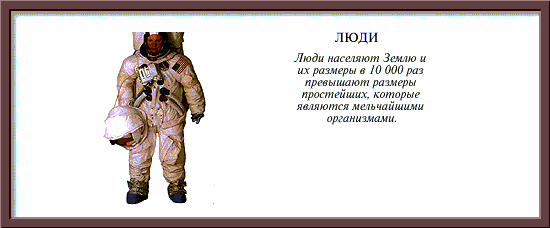 ЛЮДИ
Люди населяют Землю и
их размеры в 10 000 раз
превышают размеры
простейших, которые
являются мельчайшими
организмами.